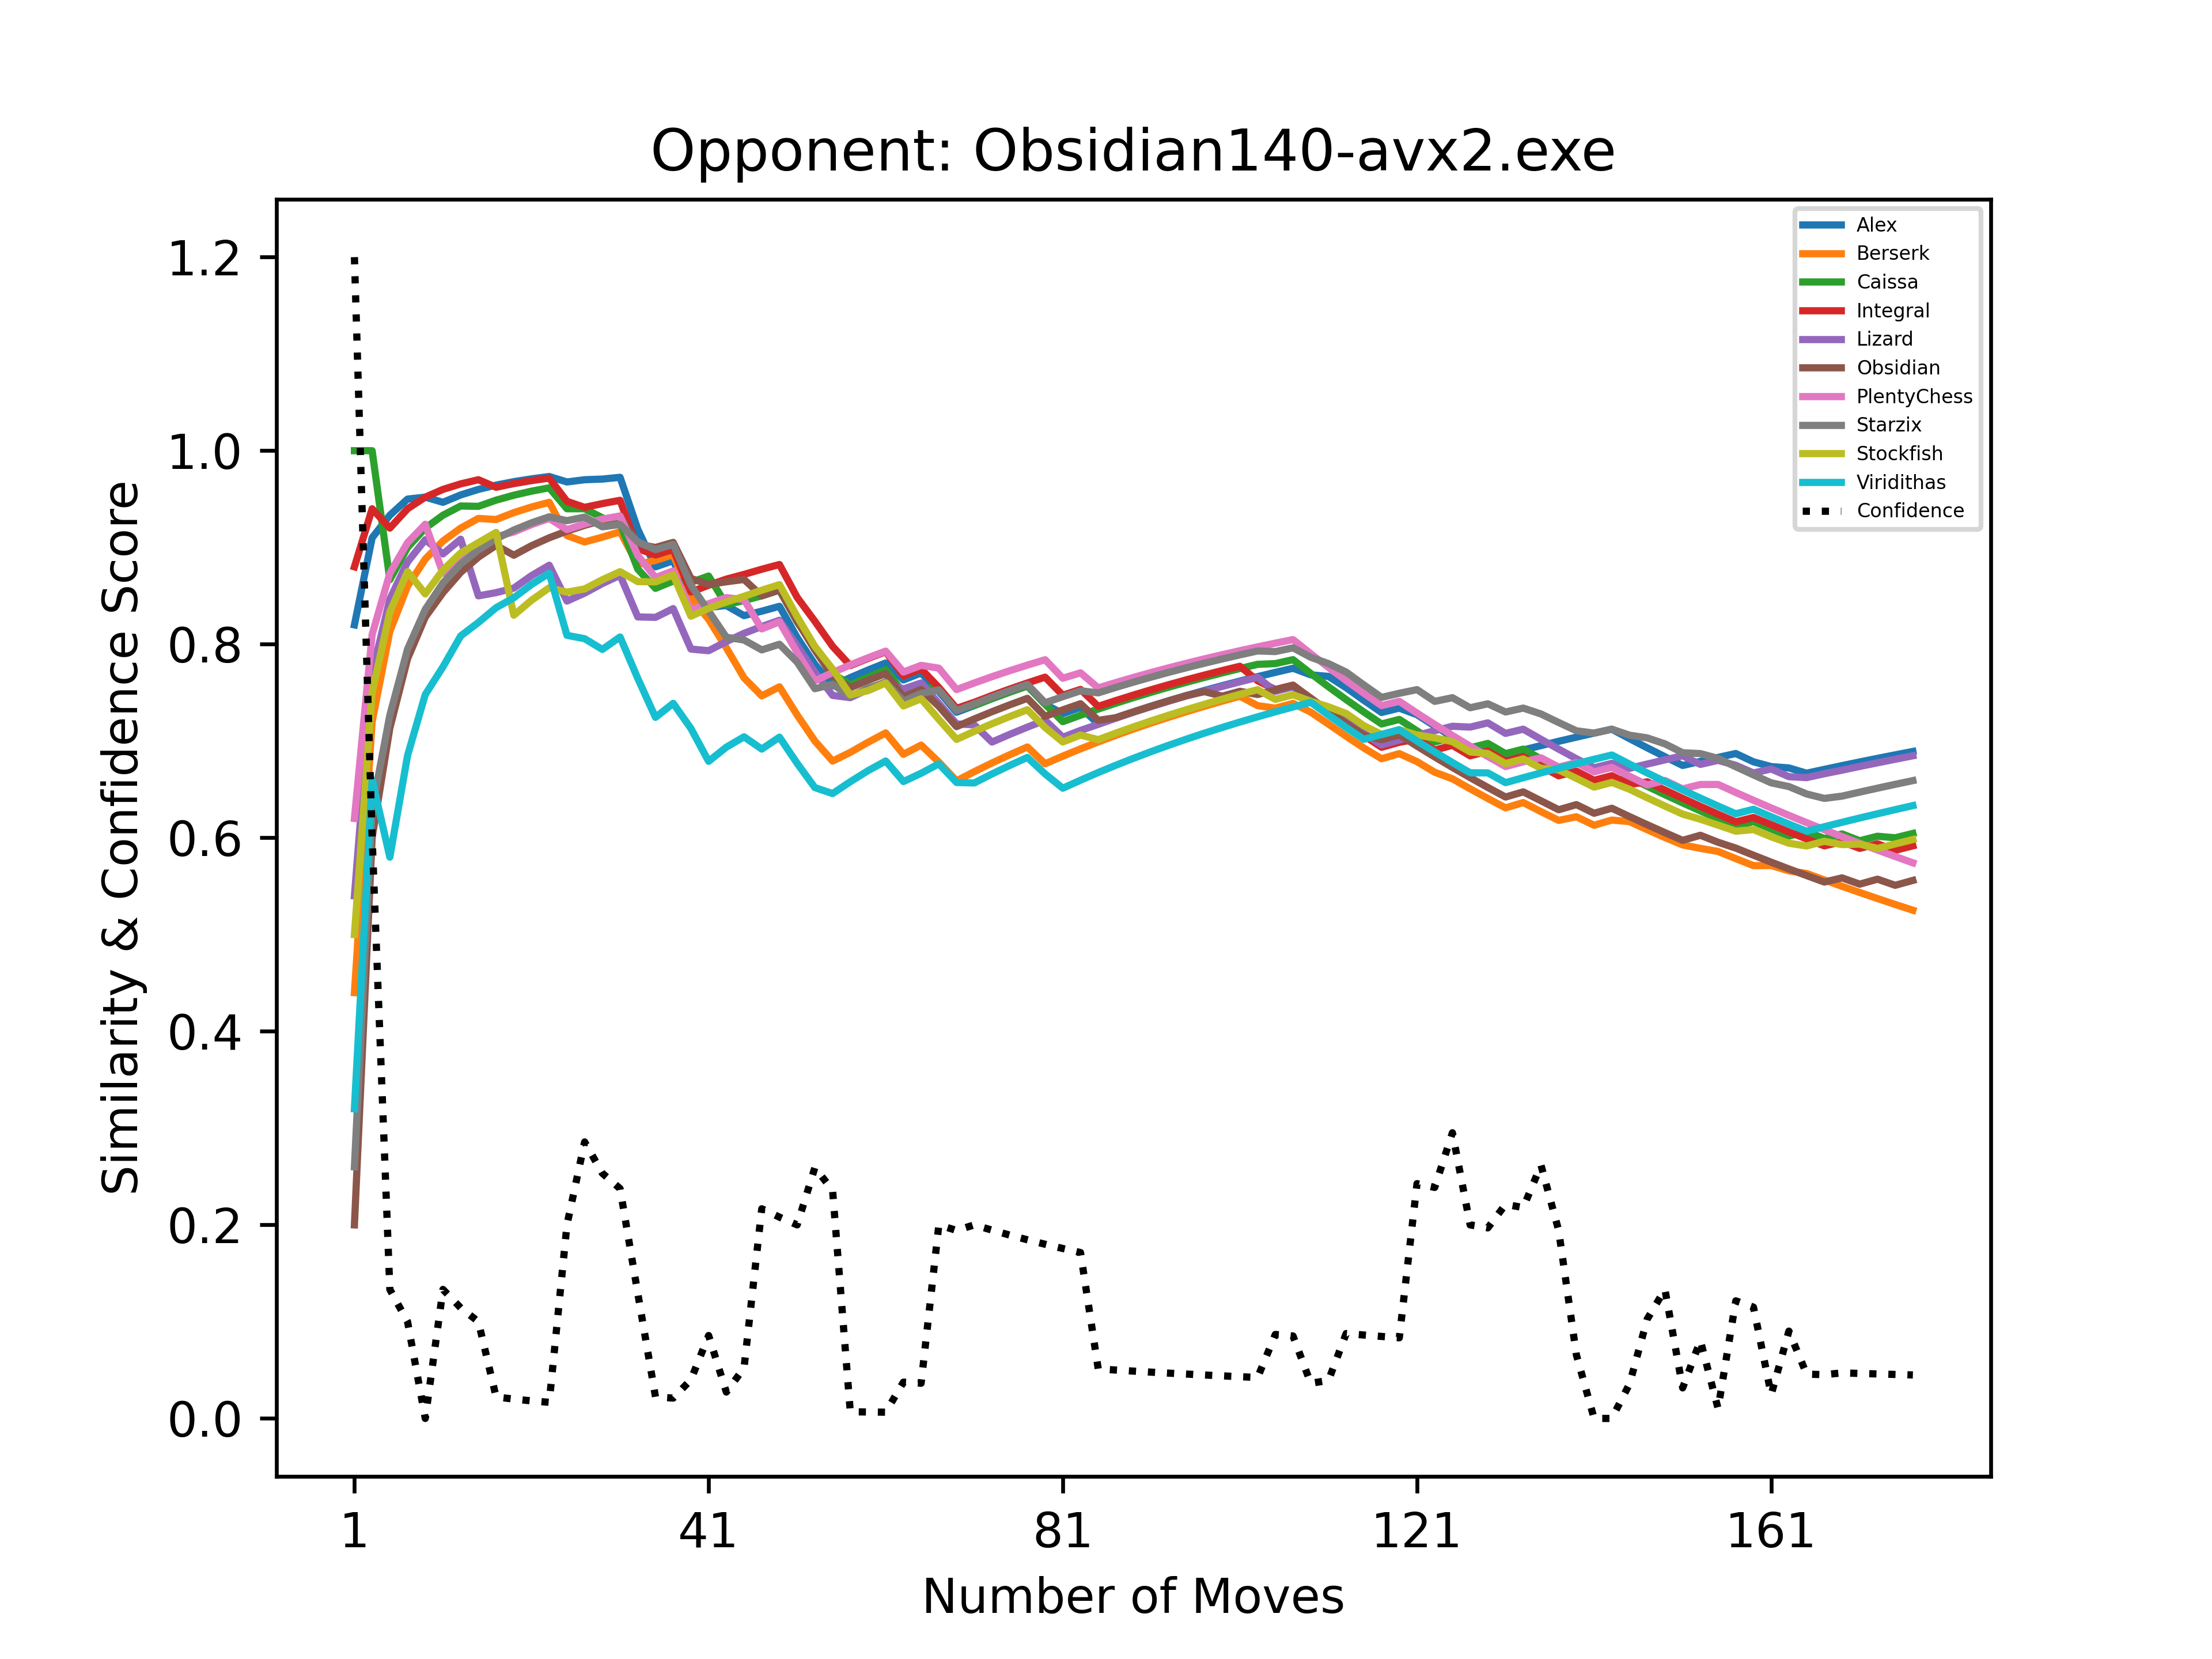 Opponent: Obsidian140-avx2.exe
Similarity & Confidence Score
1.2
1.0
0.8
0.6
0.4
0.2
0.0
Alex
Berserk
Caissa
Integral
Lizard
Obsidian
PlentyChess
Starzix
Stockfish
Viridithas
Confidence
1 41 81 121 161
Number of Moves